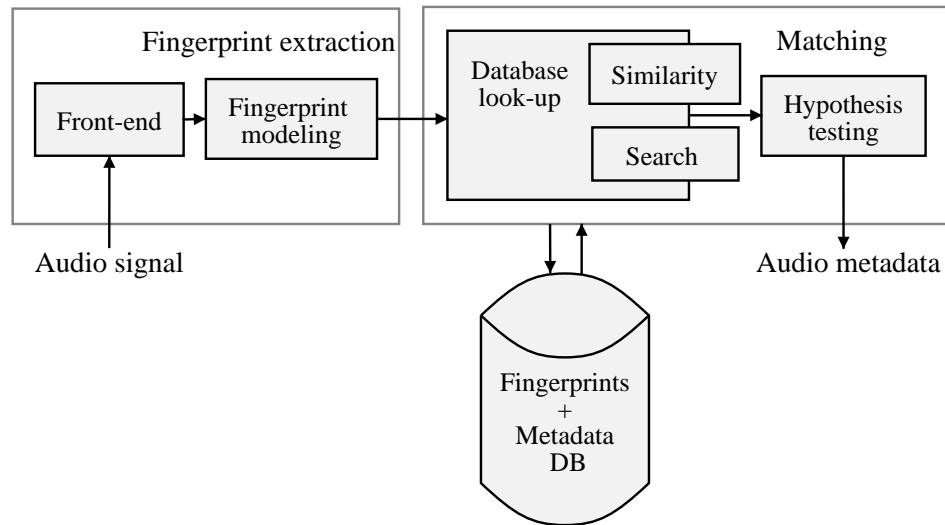 Fingerprint extraction
Front-end
Fingerprint
modeling
Audio signal
Matching
Database
look-up
Similarity
Search
Hypothesis
testing
Audio metadata
Fingerprints
+
Metadata
DB